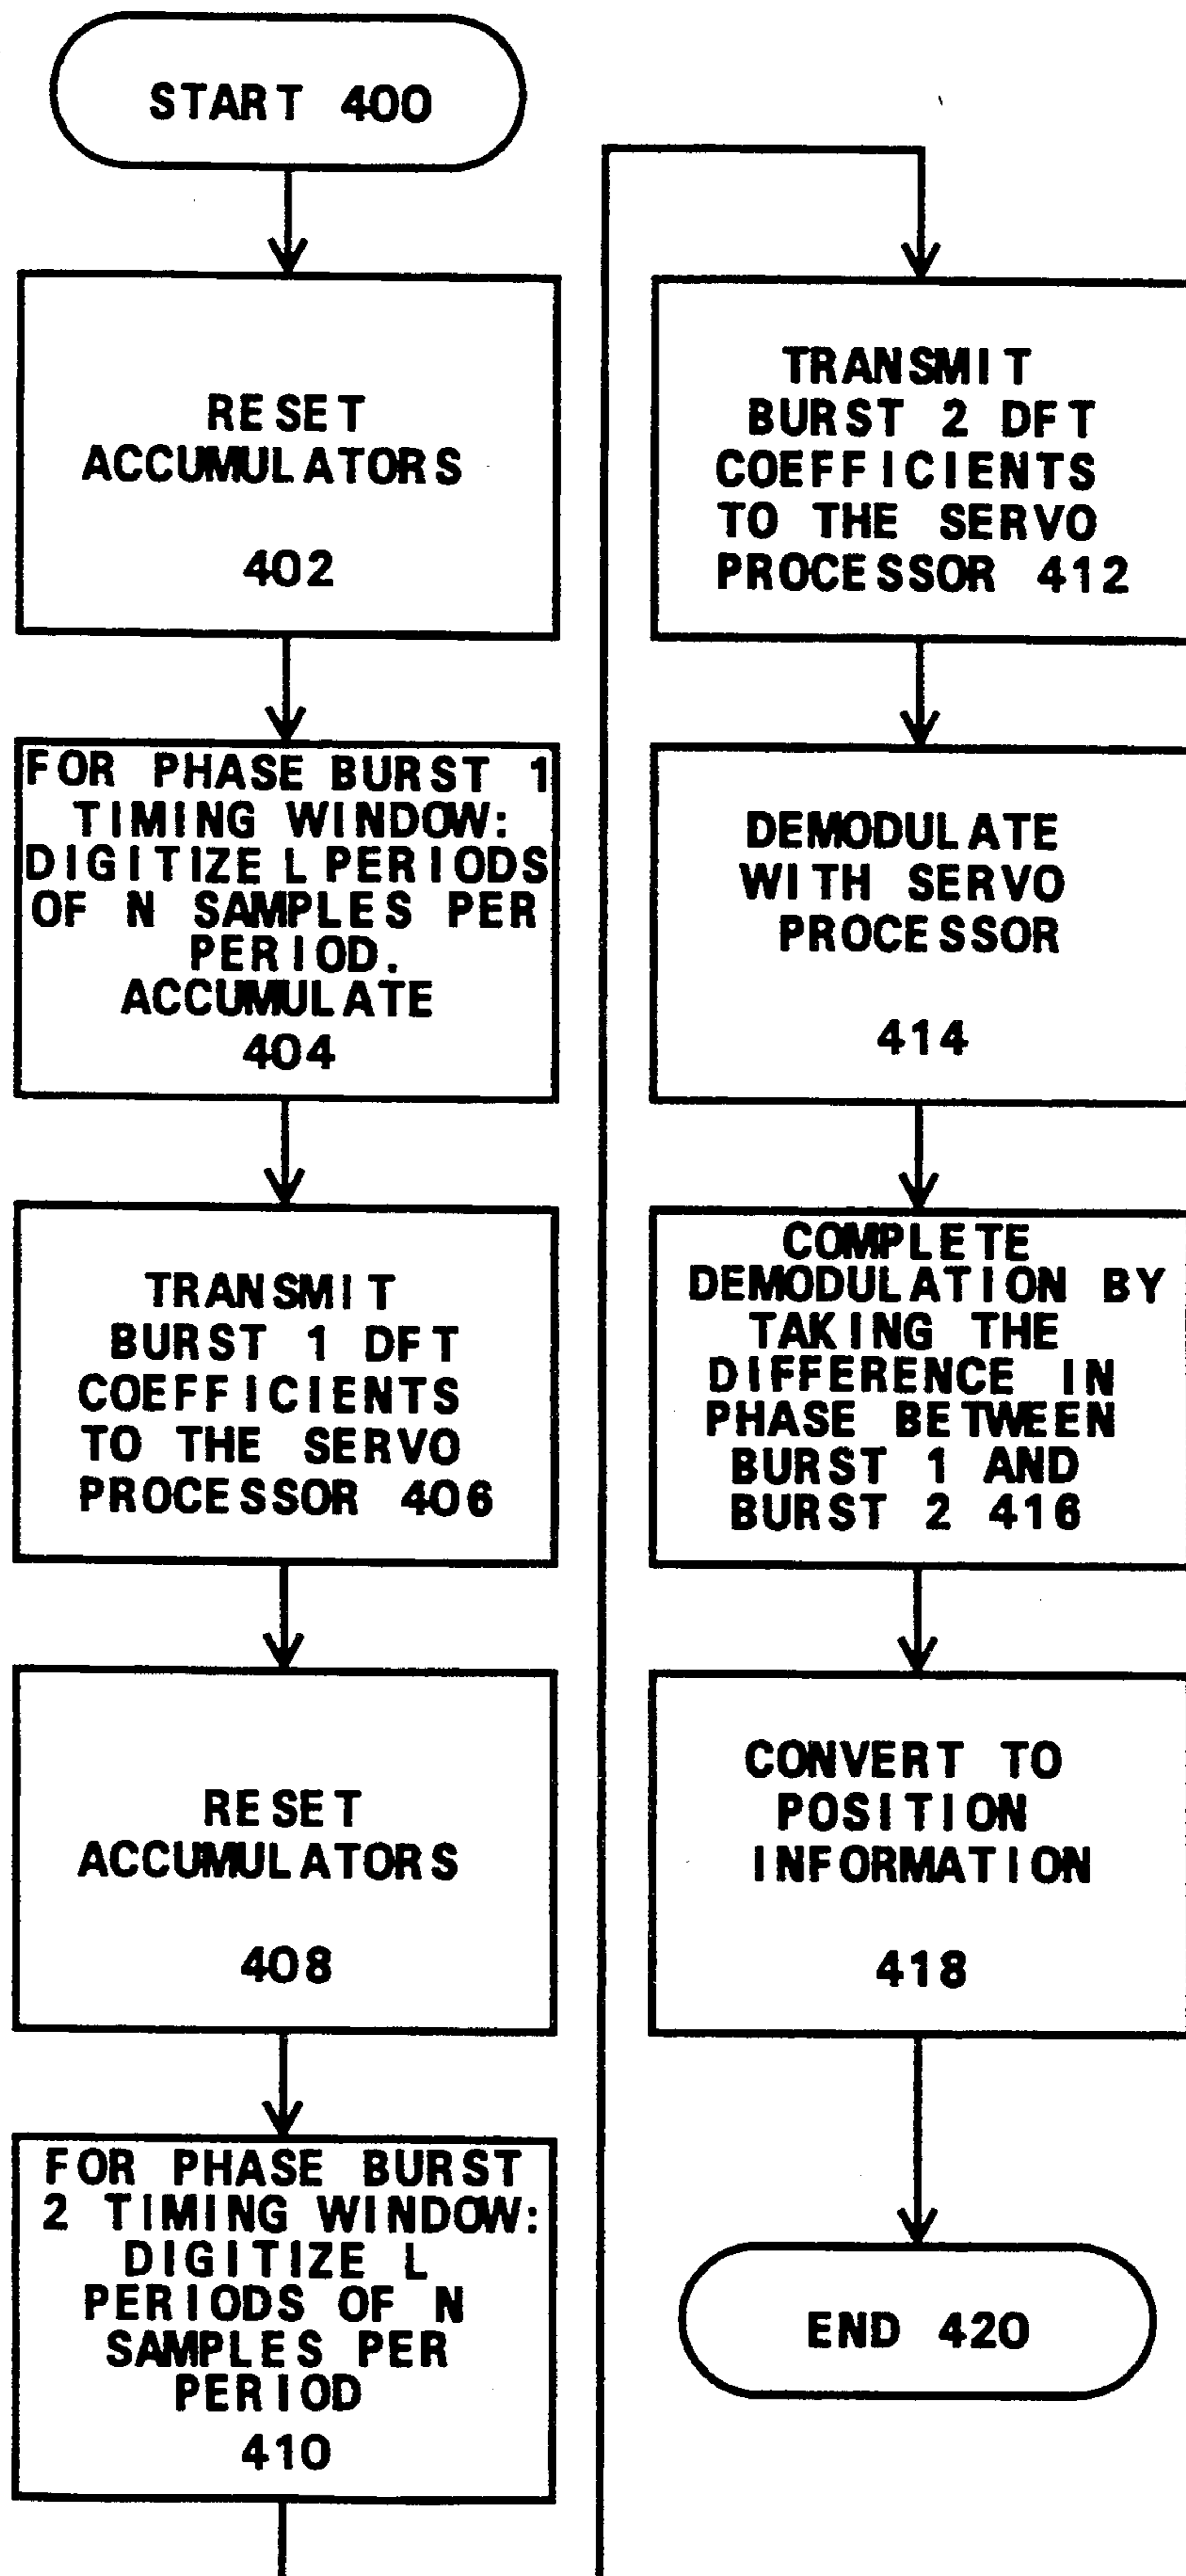 START 400
RESET
ACCUMULATORS
402
FOR PHASE BURST 1
TIMING WINDOW:
DIGITIZE L PERIODS
OF N SAMPLES PER
PERIOD.
ACCUMULATE
404
TRANSMIT
BURST 1 DFT
COEFFICIENTS
TO THE SERVO
PROCESSOR 406
RESET
ACCUMULATORS
408
FOR PHASE BURST
2 TIMING WINDOW:
DIGITIZE L
PERIODS OF N
SAMPLES PER
PERIOD
410
TRANSMIT
BURST 2 DFT
COEFFICIENTS
TO THE SERVO
PROCESSOR 412
DEMODULATE
WITH SERVO
PROCESSOR
414
COMPLETE
DEMODULATION BY
TAKING THE
DIFFERENCE IN
PHASE BETWEEN
BURST 1 AND
BURST 2 416
CONVERT TO
POSITION
INFORMATION
418
END 420